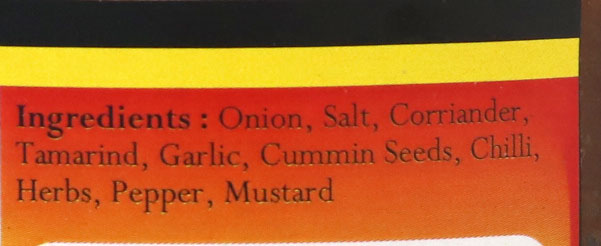 Ingredients : Onion, Salt, Corriander,
Tamarind, Garlic, Cummin Seeds, Chilli,
Herbs, Pepper, Mustard